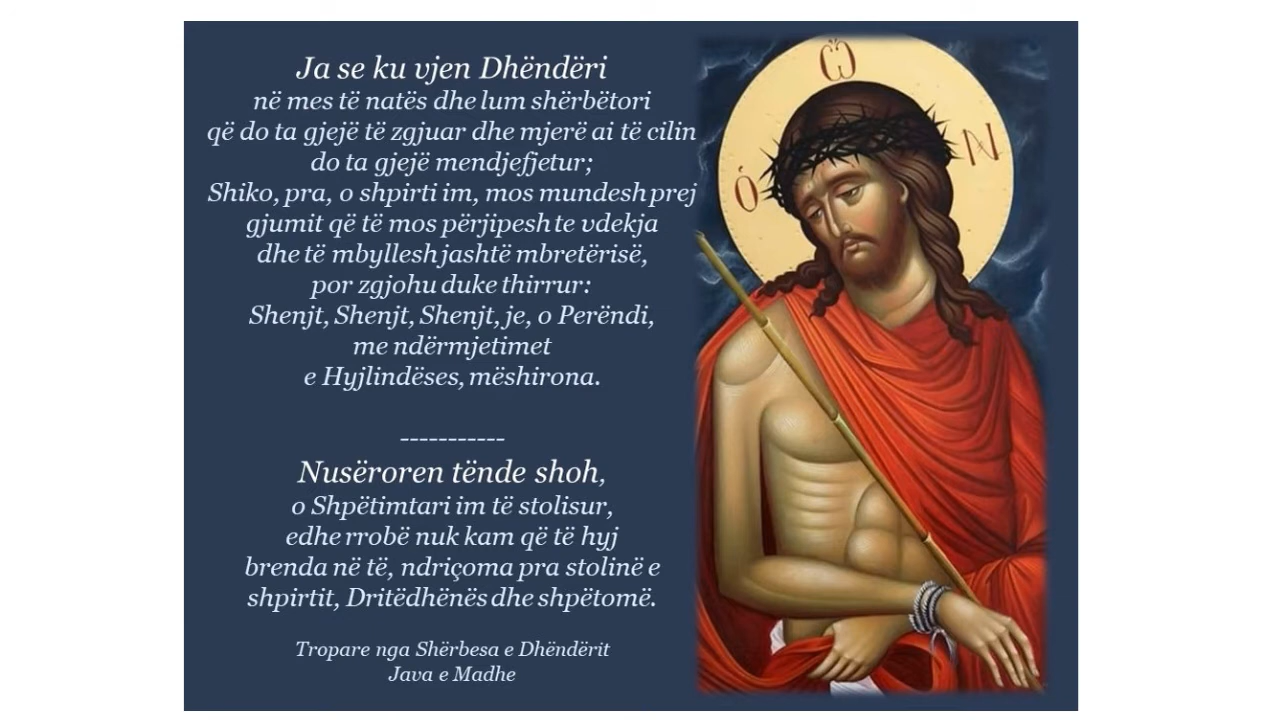 Ja se ku vjen Dhëndëri
në mes të natës dhe lum shërbëtori
që do ta gjejë të zgjuar dhe mjerë ai të cilin
do ta gjejë mendjefjetur;
Shiko, pra, o shpirti im, mos mundesh prej
gjumit që të mos përjipesh te vdekja
dhe të mbyllesh jashtë mbretërisë,
por zgjohu duke thirrur:
Shenjt, Shenjt, Shenjt, je, o Perëndi,
me ndërmjetimet
e Hyjlindëses, mëshirona.
-----------
Nusëroren tënde shoh,
o Shpëtimtari im të stolisur,
edhe rrobë nuk kam që të hyj
brenda në të, ndriçoma pra stolinë e
shpirtit, Dritëdhënës dhe shpëtomë.
Tropare nga Shërbesa e Dhëndërit
Java e Madhe
Ὁ Ὤ Ν